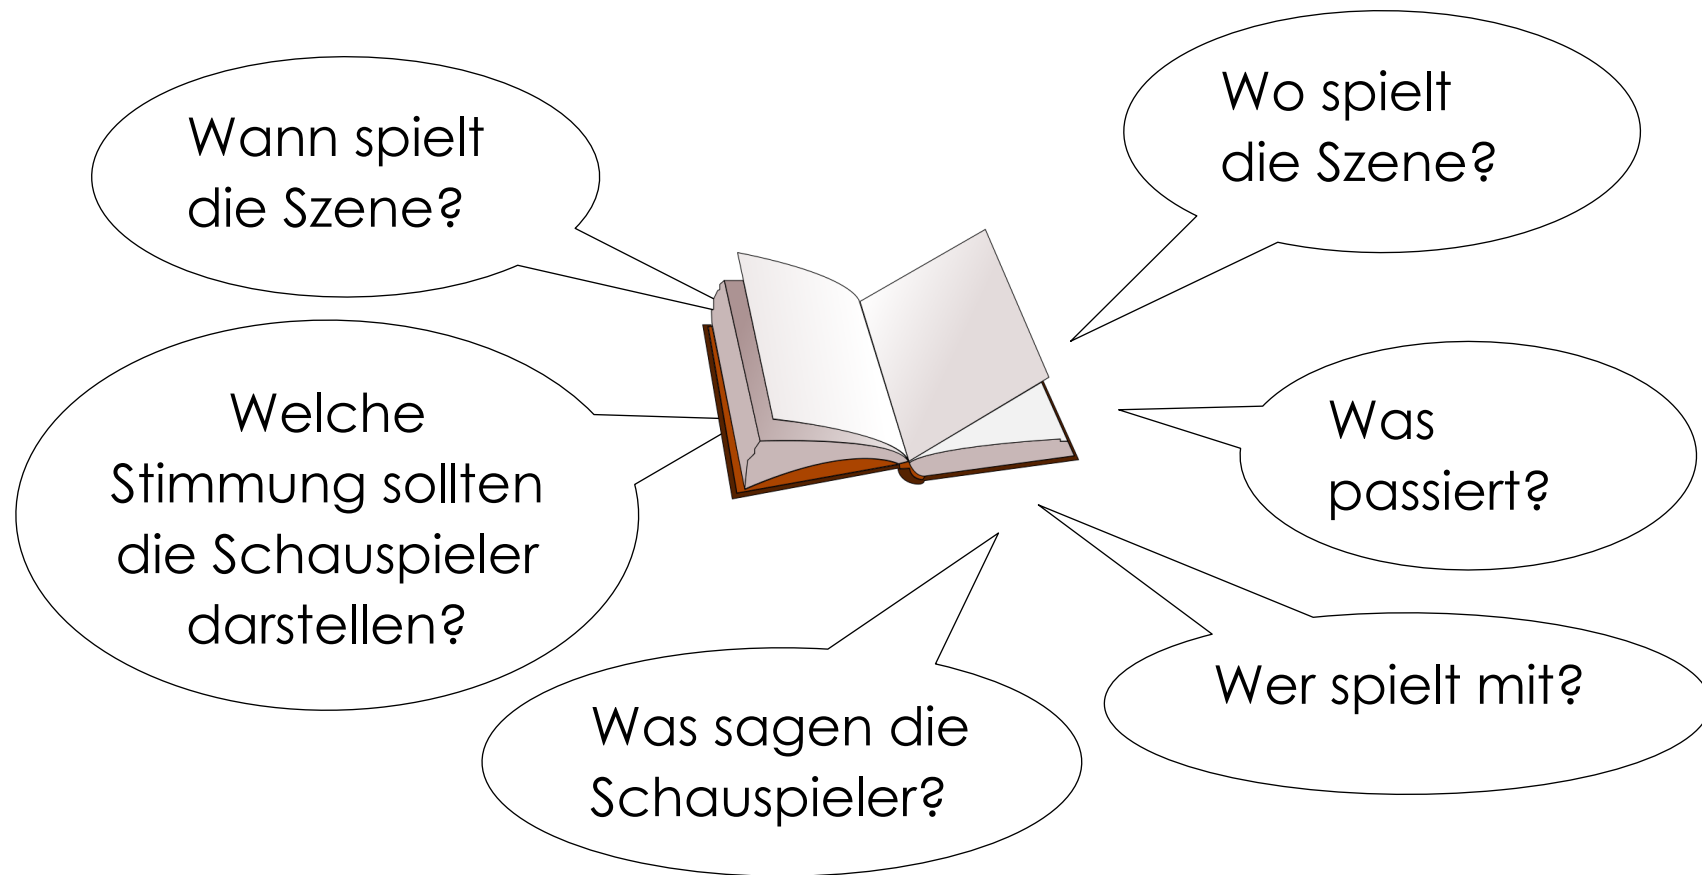 Wann spielt
die Szene?
Wo spielt
die Szene?
Welche
Stimmung sollten
die Schauspieler
darstellen?
Was
passiert?
Was sagen die
Schauspieler?
Wer spielt mit?